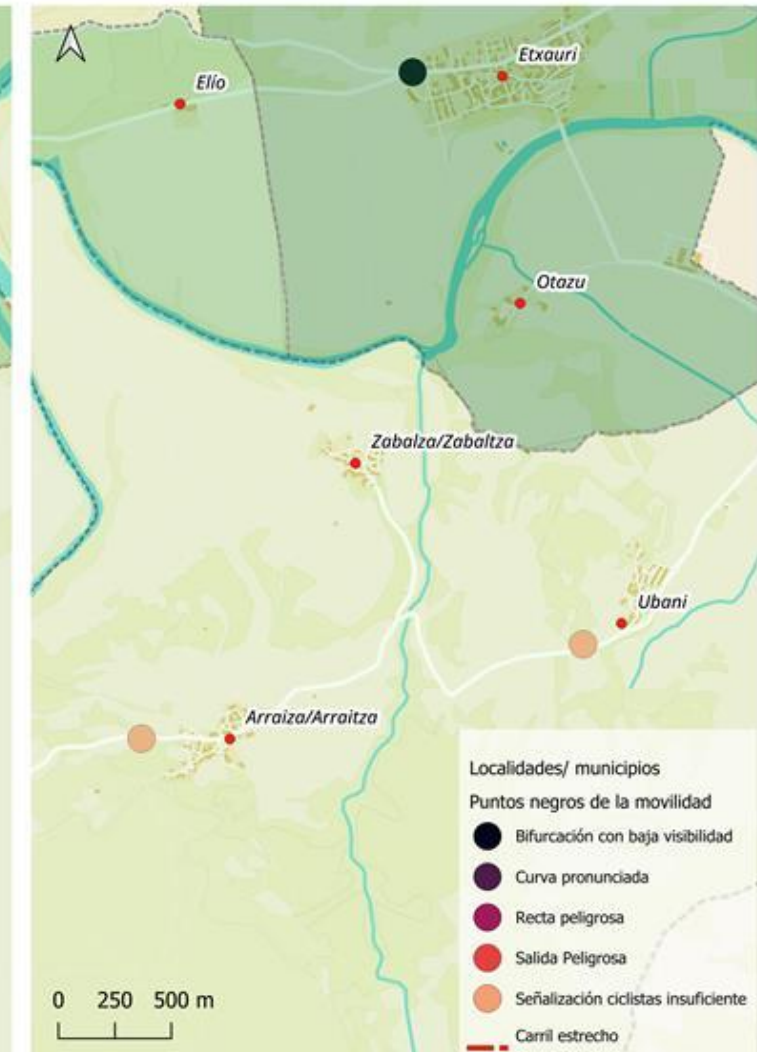 Etxauri
Elío
Otazu
Zabalza/Zabaltza
Ubani
Arraiza/Arraitza
Localidades/ municipios
Puntos negros de la movilidad
Bifurcación con baja visibilidad
Curva pronunciada
Recta peligrosa
Salida Peligrosa
Señalización ciclistas insuficiente
Carril estrecho
0 250 500 m